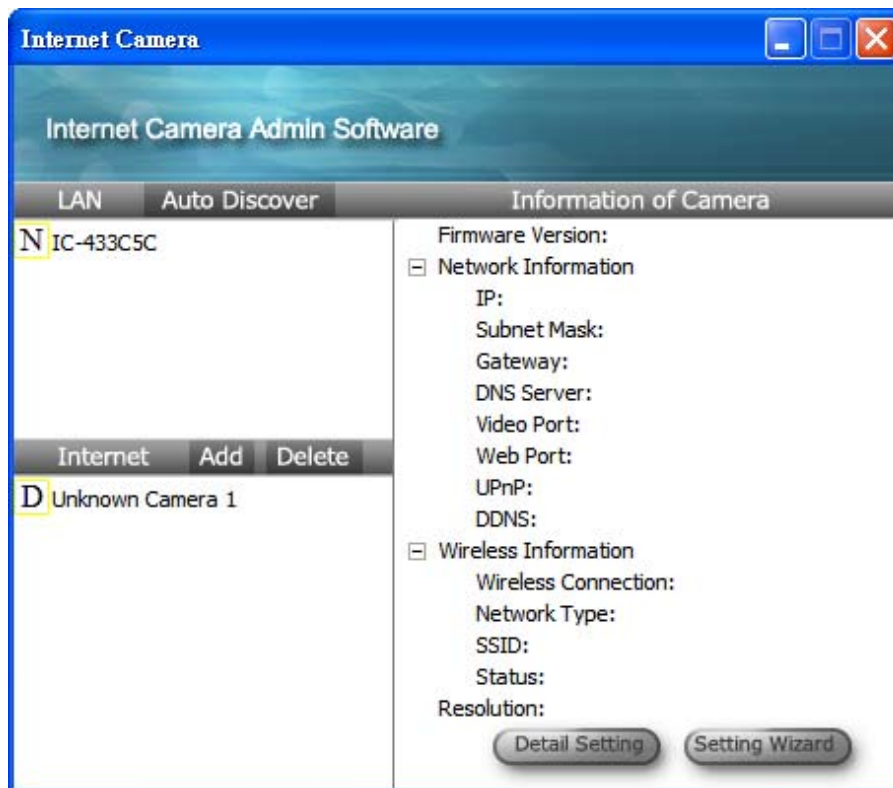 Internet Camera
Internet Camera Admin Software
LAN Auto Discover
N IC-433C5C
Internet Add Delete
D Unknown Camera 1
Information of Camera
Firmware Version:
Network Information
IP:
Subnet Mask:
Gateway:
DNS Server:
Video Port:
Web Port:
UPnP:
DDNS:
Wireless Information
Wireless Connection:
Network Type:
SSID:
Status:
Resolution:
Detail Setting Setting Wizard